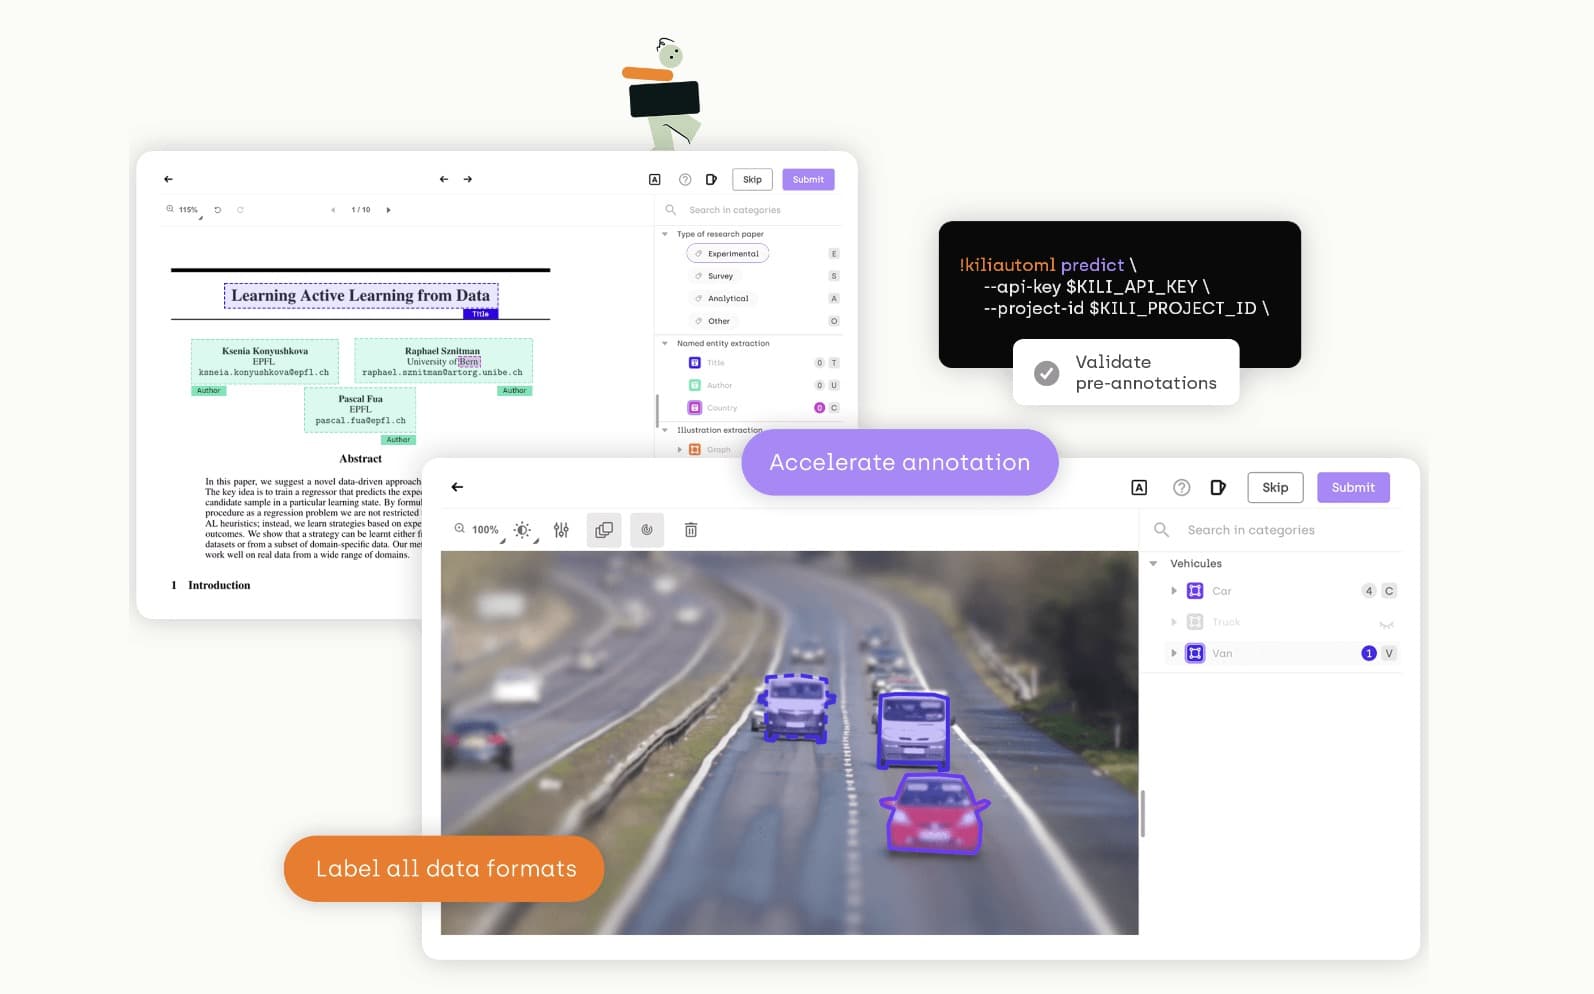 Skip
Submit
115%
1 / 10
Search in categories
Type of research paper
Experimental
E
Survey
S
Analytical
A
Other
O
Named entity extraction
Title
0
T
Author
0
U
Country
0
C
Illustration extraction
Graph
Learning Active Learning from Data
Title
Ksenia Konyushkova
EPFL
ksneia.konyushkova@epfl.ch
Author
Raphael Sznitman
University of Bern
raphael.sznitman@artorg.unibe.ch
Author
Pascal Fua
EPFL
pascal.fua@epfl.ch
Author
Abstract
In this paper, we suggest a novel data-driven approach
The key idea is to train a regressor that predicts the
candidate sample in a particular learning state. By
procedure as a regression problem we are not restricted
AL heuristics; instead, we learn strategies based on
outcomes. We show that a strategy can be learnt either
datasets or from a subset of domain-specific data. Our
work well on real data from a wide range of domains.
1 Introduction
!kiliautoml predict \
--api-key $KILI_API_KEY \
--project-id $KILI_PROJECT_ID \
Validate
pre-annotations
Accelerate annotation
A
Skip
Submit
100%
Search in categories
Vehicules
Car
4
C
Truck
Van
1
V
Label all data formats